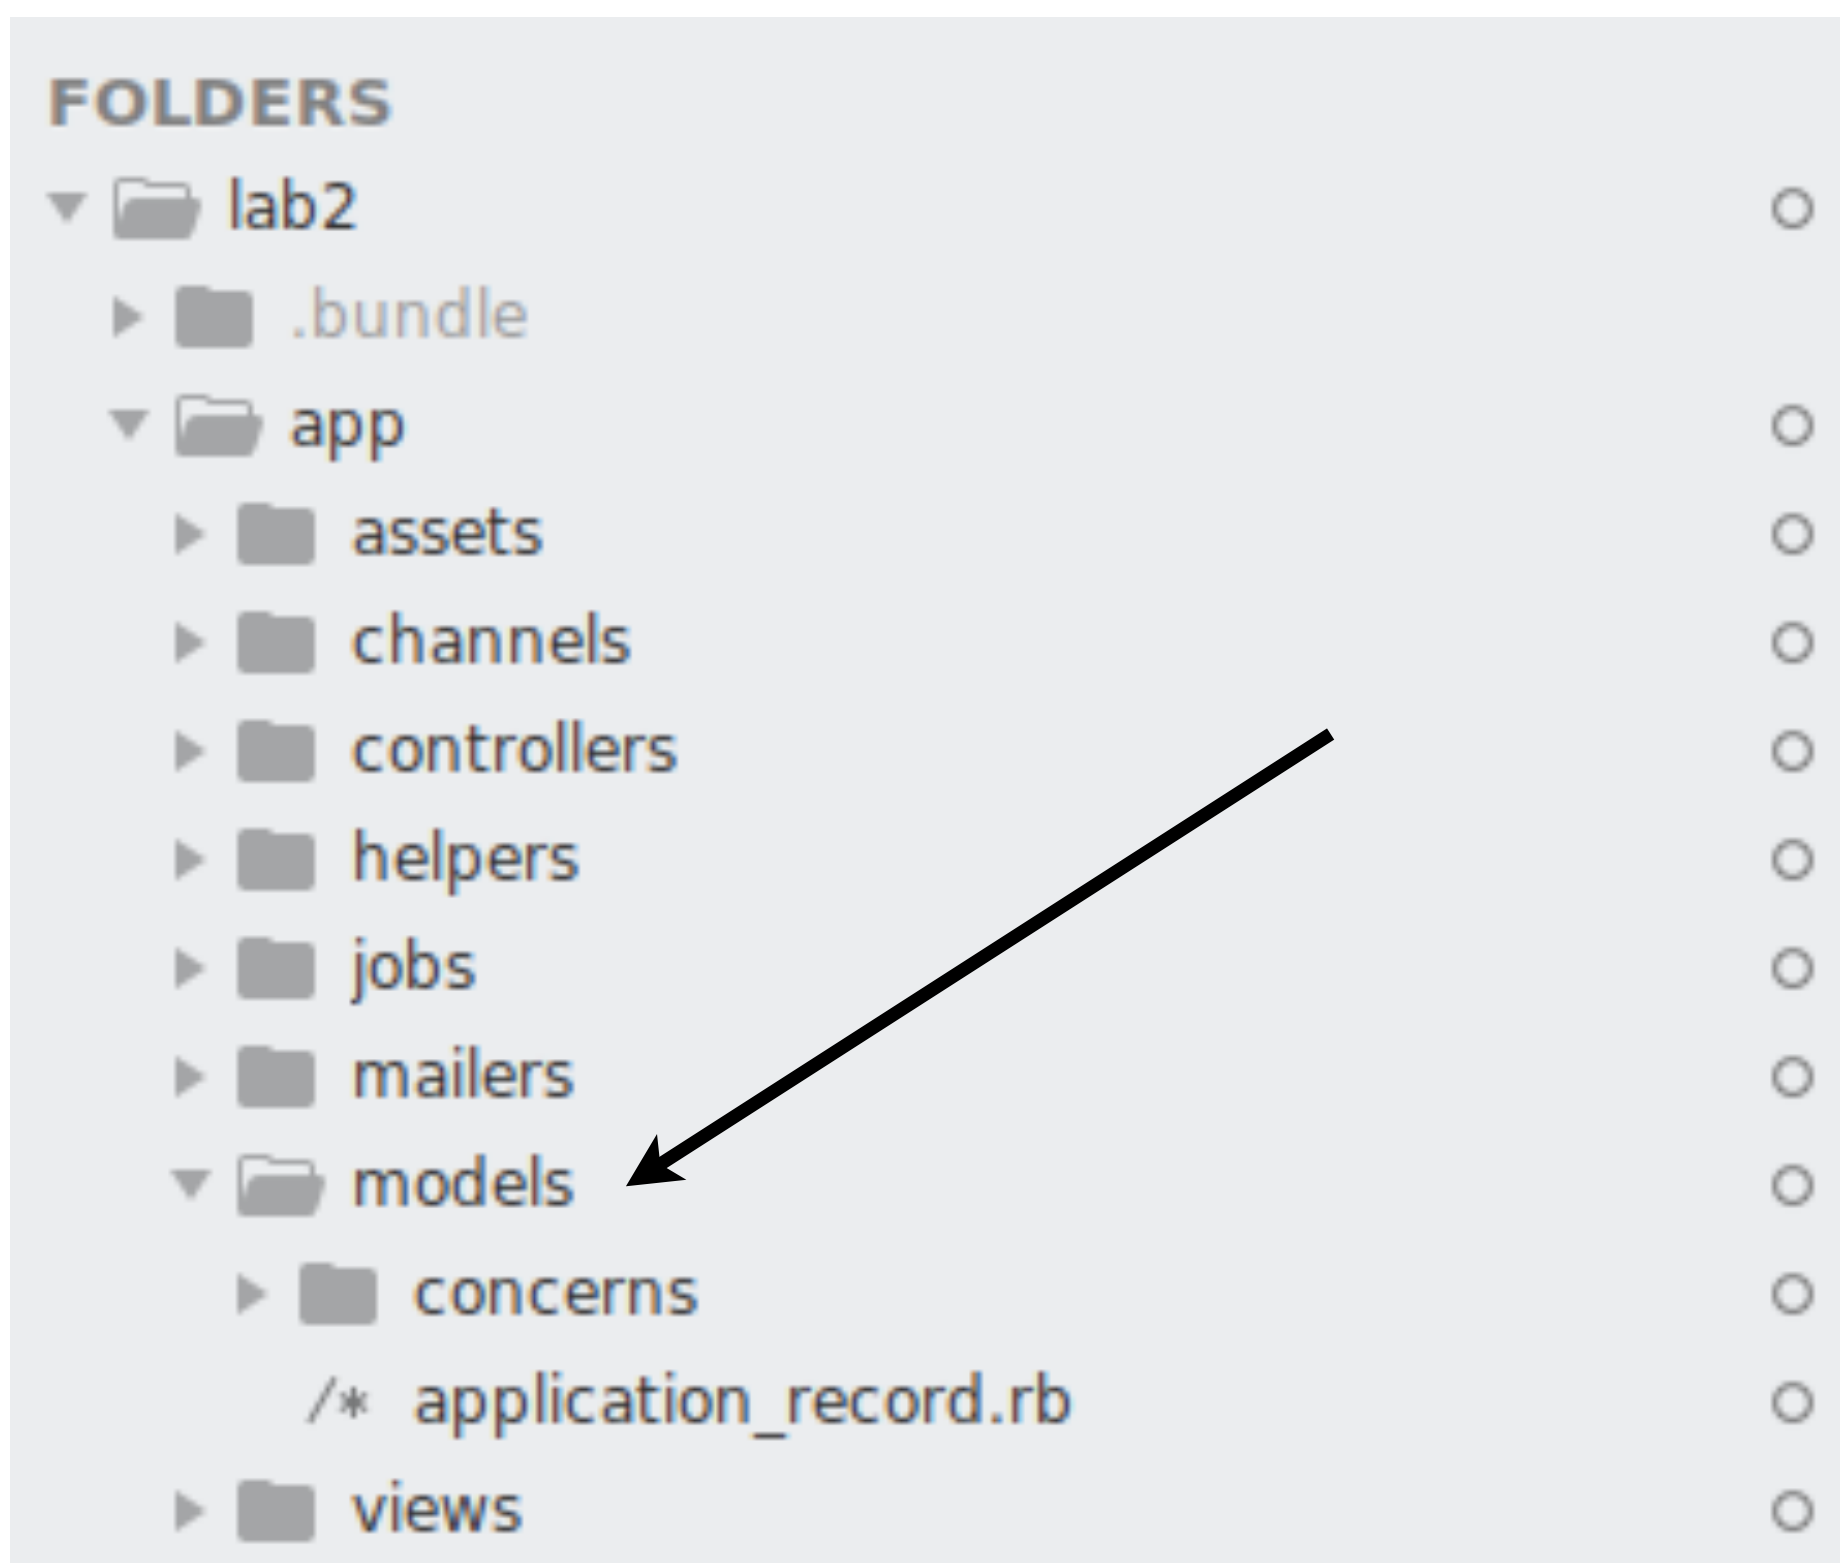 FOLDERS
lab2
.bundle
app
assets
channels
controllers
helpers
jobs
mailers
models
concerns
/* application_record.rb
views